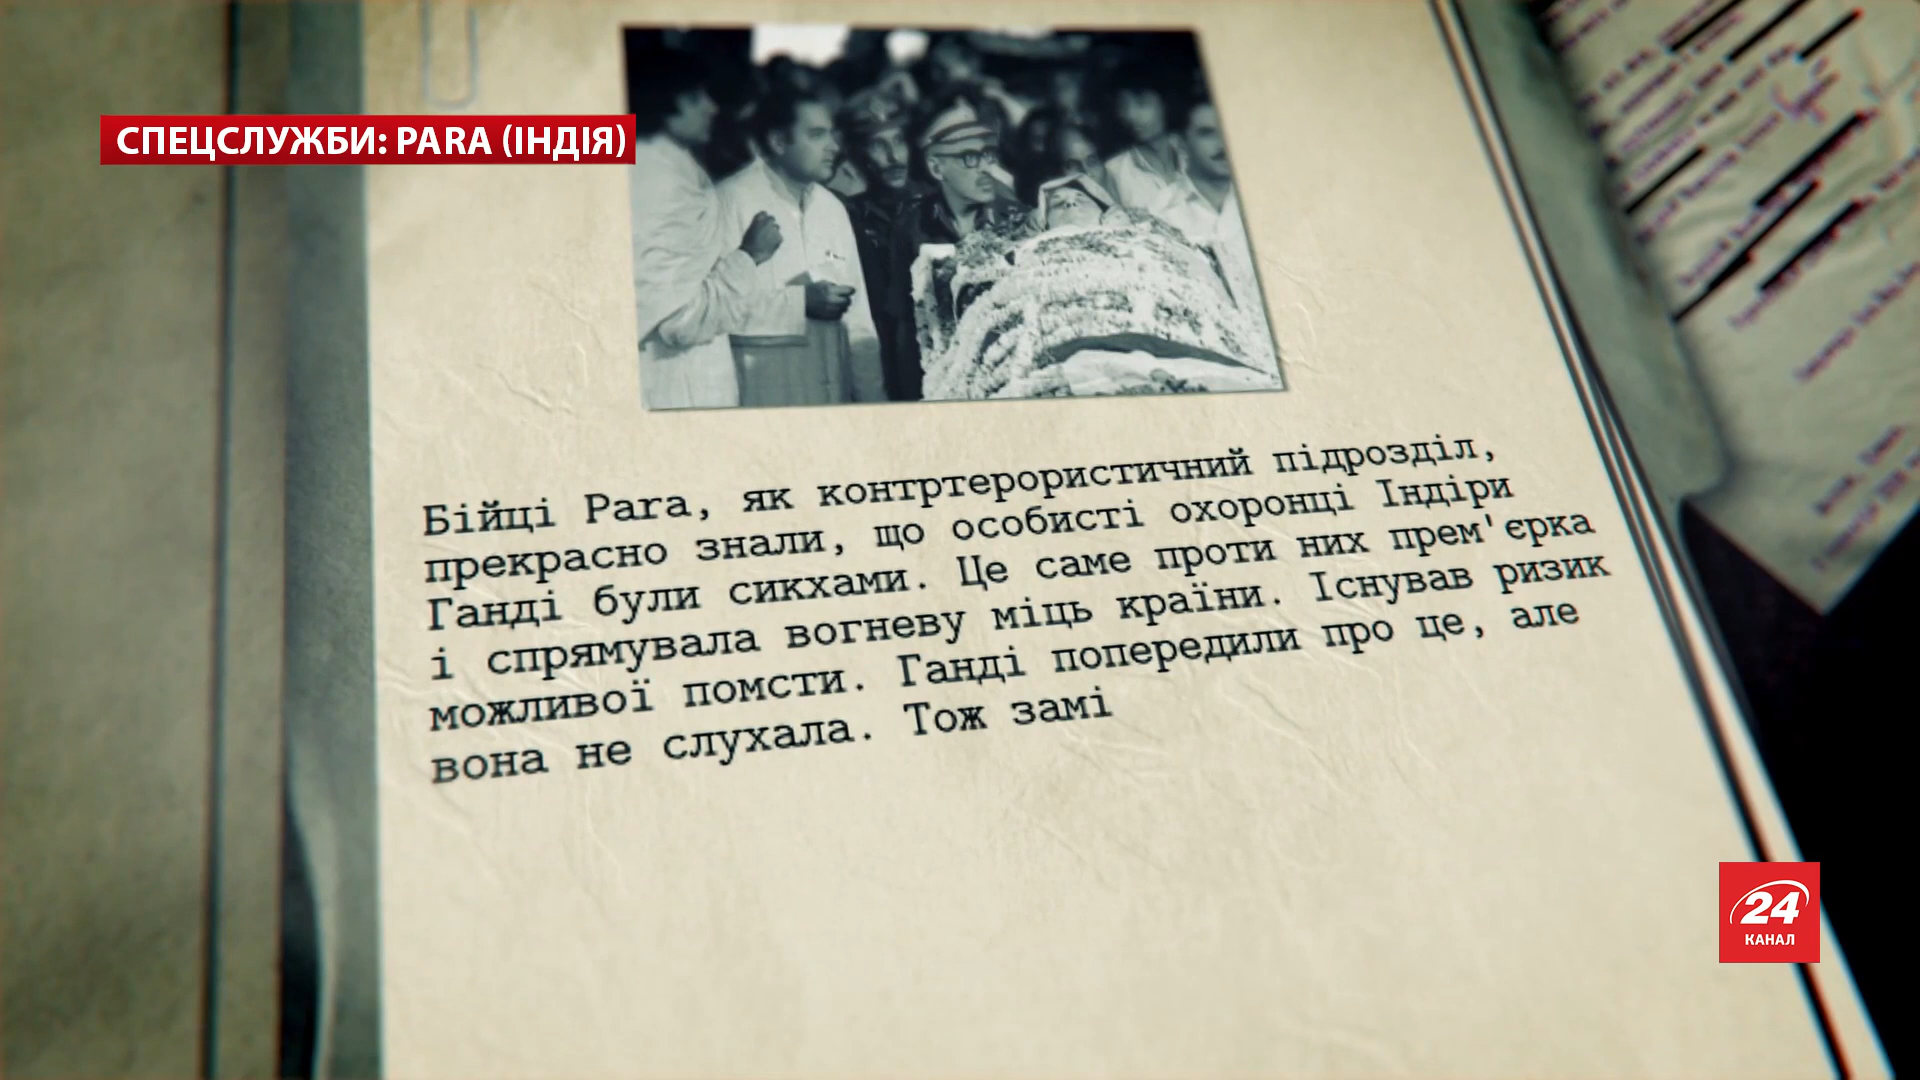 СПЕЦСЛУЖБИ: PARA (ІНДІЯ)
Бійці Para, як контртерористичний підрозділ,
прекрасно знали, що особисті охоронці Індіри
Ганді були сикхами. Це саме проти них прем'єрка
і спрямувала вогневу міць країни. Існував ризик
можливої помсти. Ганді попередили про це, але
вона не слухала. Тож замі
24
КАНАЛ